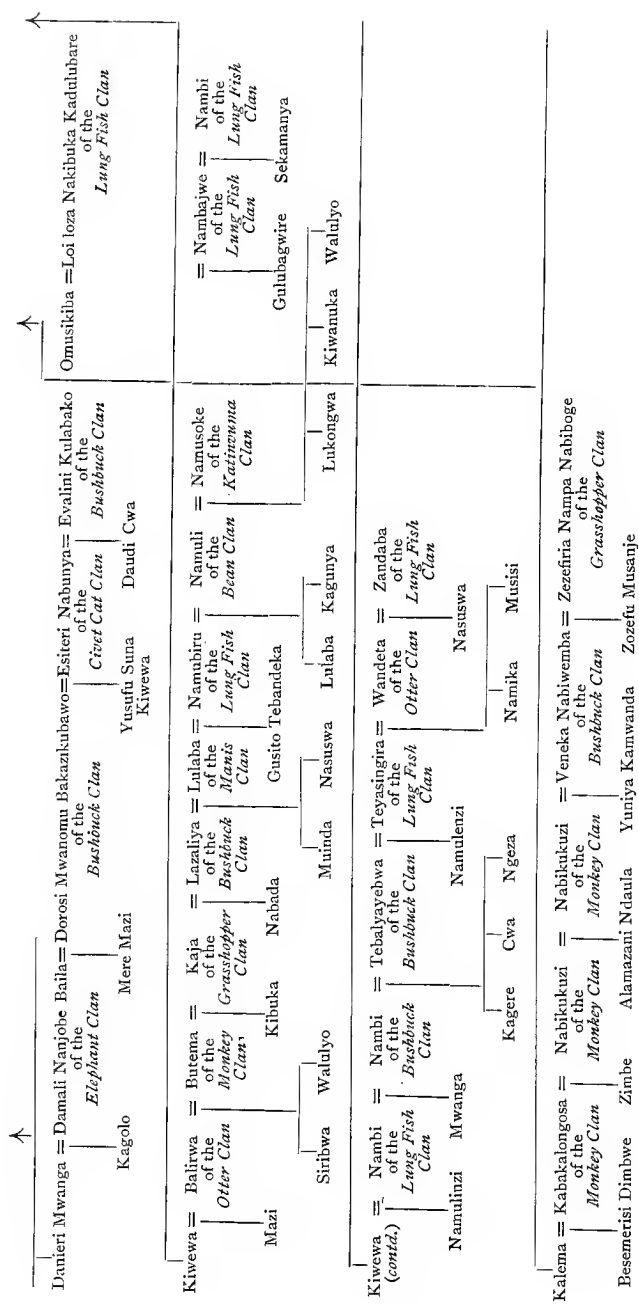 Danieri Mwanga = Damali Nanjobe Baila= Dorosi Mwanomu Bakazikubawo=Esiteri Nabunya= Evalini Kulabako
of the of the of the of the
Elephant Clan Bushbuck Clan Civet Cat Clan Bushbuck Clan
Kagolo Mere Mazi Yusufu Suna Daudi Cwa
Kiwewa
Omusikiba =Loi loza Nakibuka Kadulubare
of the
Lung Fish Clan
Kiwewa = Balirwa = Butema = Kaja = Lazaliya = Lulaba = Namubiru = Namuli = Namusoke
of the of the of the of the of the of the of the of the
Otter Clan Monkey Grasshopper Bushbuck Mantis Lung Fish Bean Clan Katinvuma
Clan Clan Clan Clan Clan Clan
= Nambajwe = Nambi
of the of the
Lung Fish Lung Fish
Clan Clan
Mazi Kibuka Nabada Gusito Tebandeka
Gulubagwire Sekamanya
Siribwa Walulyo Muinda Nasuswa Lulaba Kagunya Lukongwa Kiwanuka Walulyo
Kiwewa = Nambi = Nambi = Tebalyayebwa = Teyasingira = Wandeta = Zandaba
(contd.) of the of the of the of the of the of the
Lung Fish Bushbuck Bushbuck Clan Lung Fish Otter Clan Lung Fish
Clan Clan Clan Clan
Namulinzi Mwanga Namulenzi Nasuswa
Kagere Cwa Ngeza Namika Musisi
Kalema = Kabakalongosa = Nabikukuzi = Nabikukuzi = Veneka Nabiwemba = Zezefiria Nampa Nabiboge
of the of the of the of the of the
Monkey Clan Monkey Clan Monkey Clan Bushbuck Clan Grasshopper Clan
Besemerisi Dimbwe Zimbe Alamazani Ndaula Yuniya Kamwanda Zozefu Musanje